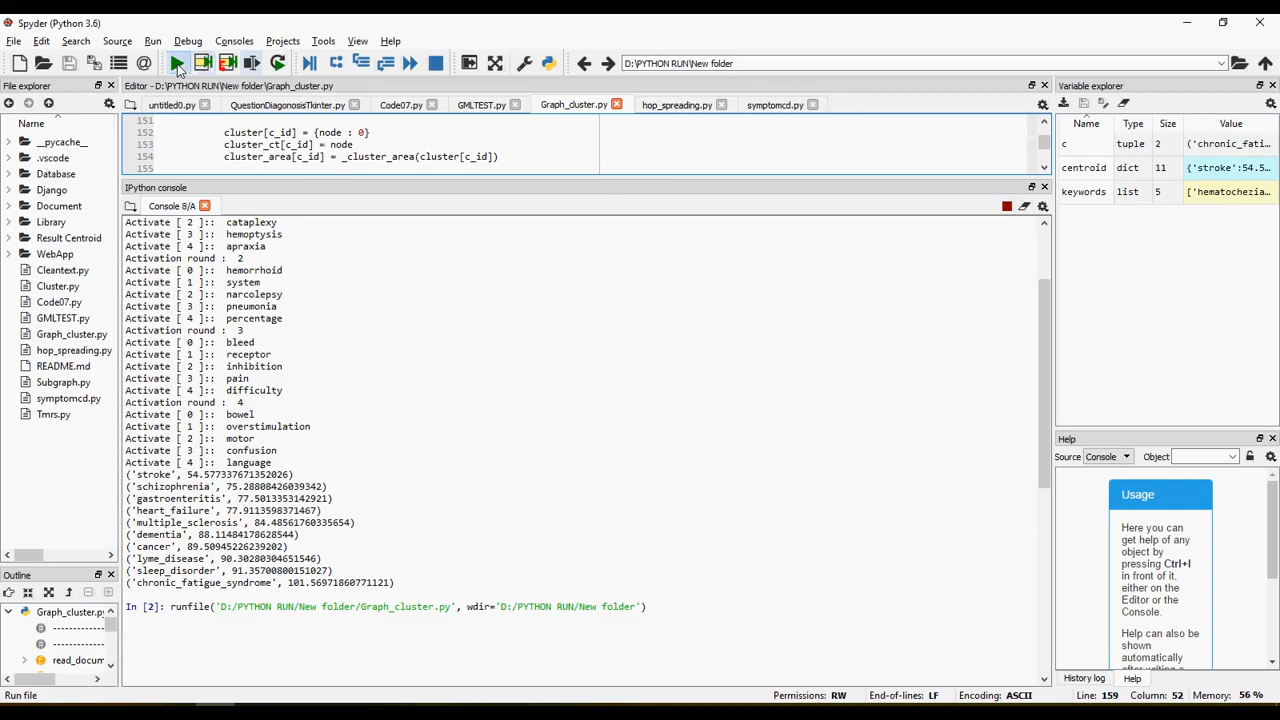 Spyder (Python 3.6)
File Edit Search Source Run Debug Consoles Projects Tools View Help
D:\PYTHON RUN\New folder
File explorer
Name
__pycache__
.vscode
Database
Django
Document
Library
Result Centroid
WebApp
Cleantext.py
Cluster.py
Code07.py
GMLTEST.py
Graph_cluster.py
hop_spreading.py
README.md
Subgraph.py
symptomcd.py
Tmrs.py
Outline
Graph_cluster.py
--------------
--------------
read_docum
Editor - D:\PYTHON RUN\New folder\Graph_cluster.py
untitled0.py QuestionDiagonosisTkinter.py Code07.py GMLTEST.py Graph_cluster.py hop_spreading.py symptomcd.py
151
152 cluster[c_id] = {node : 0}
153 cluster_ct[c_id] = node
154 cluster_area[c_id] = _cluster_area(cluster[c_id])
155
IPython console
Console 8/A
Activate [ 2 ]:: cataplexy
Activate [ 3 ]:: hemoptysis
Activate [ 4 ]:: apraxia
Activation round : 2
Activate [ 0 ]:: hemorrhoid
Activate [ 1 ]:: system
Activate [ 2 ]:: narcolepsy
Activate [ 3 ]:: pneumonia
Activate [ 4 ]:: percentage
Activation round : 3
Activate [ 0 ]:: bleed
Activate [ 1 ]:: receptor
Activate [ 2 ]:: inhibition
Activate [ 3 ]:: pain
Activate [ 4 ]:: difficulty
Activation round : 4
Activate [ 0 ]:: bowel
Activate [ 1 ]:: overstimulation
Activate [ 2 ]:: motor
Activate [ 3 ]:: confusion
Activate [ 4 ]:: language
('stroke', 54.577337671352026)
('schizophrenia', 75.28808426039342)
('gastroenteritis', 77.5013353142921)
('heart_failure', 77.9113598371467)
('multiple_sclerosis', 84.48561760335654)
('dementia', 88.11484178628544)
('cancer', 89.50945226239202)
('lyme_disease', 90.30280304651546)
('sleep_disorder', 91.35700800151027)
('chronic_fatigue_syndrome', 101.56971860771121)
In [2]: runfile('D:/PYTHON RUN/New folder/Graph_cluster.py', wdir='D:/PYTHON RUN/New folder')
Variable explorer
Name Type Size Value
c tuple 2 ('chronic_fati...
centroid dict 11 {'stroke':54.5...
keywords list 5 ['hematochezia...
Help
Source Console Object
Usage
Here you can
get help of any
object by
pressing Ctrl+I
in front of it,
either on the
Editor or the
Console.
Help can also be
shown
automatically
History log Help
Run file
Permissions: RW End-of-lines: LF Encoding: ASCII Line: 159 Column: 52 Memory: 56 %